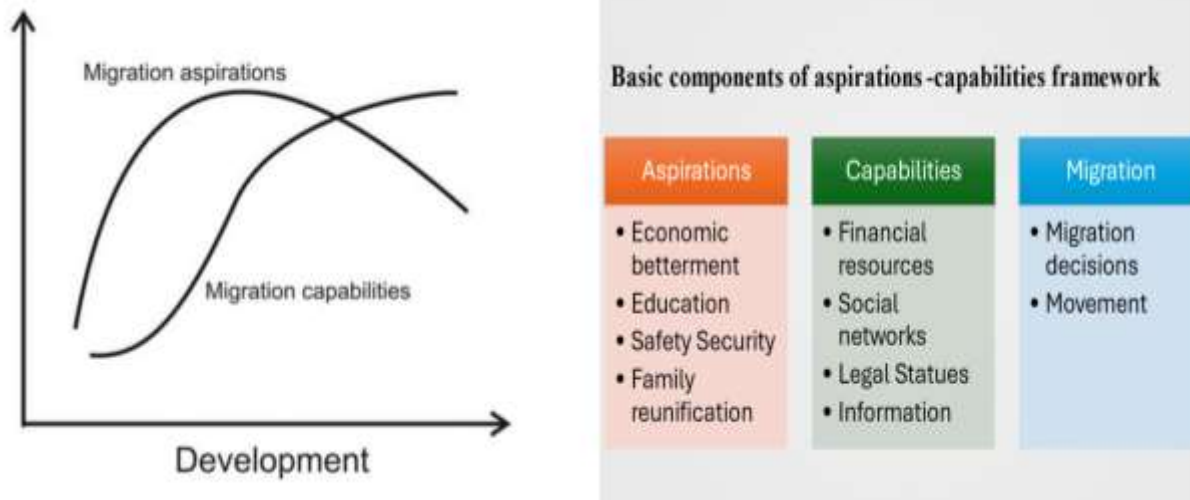 Migration aspirations
Migration capabilities
Development
Basic components of aspirations -capabilities framework
Aspirations
• Economic
betterment
• Education
• Safety Security
• Family
reunification
Capabilities
• Financial
resources
• Social
networks
• Legal Statues
• Information
Migration
• Migration
decisions
• Movement